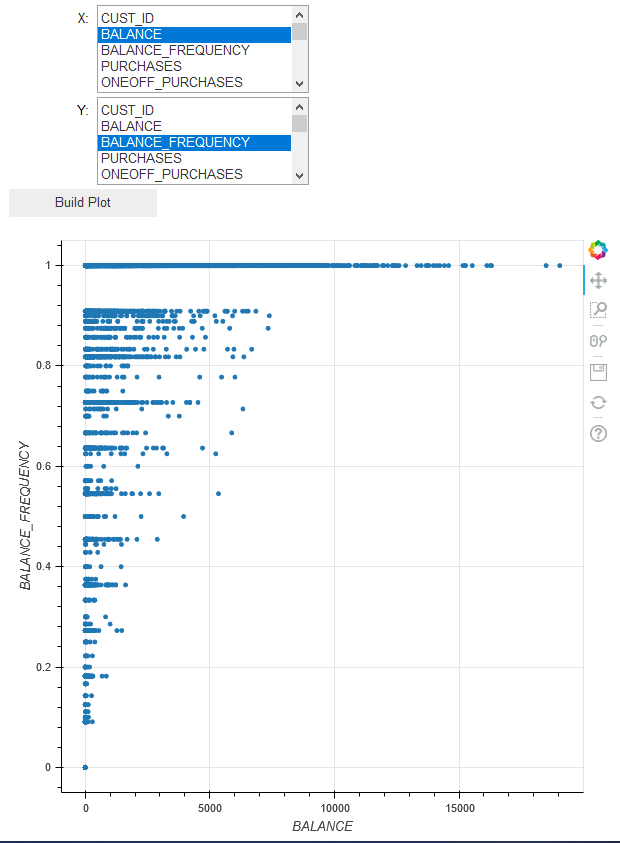 X:
CUST_ID
BALANCE
BALANCE_FREQUENCY
PURCHASES
ONEOFF_PURCHASES
Y:
CUST_ID
BALANCE
BALANCE_FREQUENCY
PURCHASES
ONEOFF_PURCHASES
Build Plot
1
0.8
0.6
0.4
0.2
0
BALANCE_FREQUENCY
0 5000 10000 15000
BALANCE
?